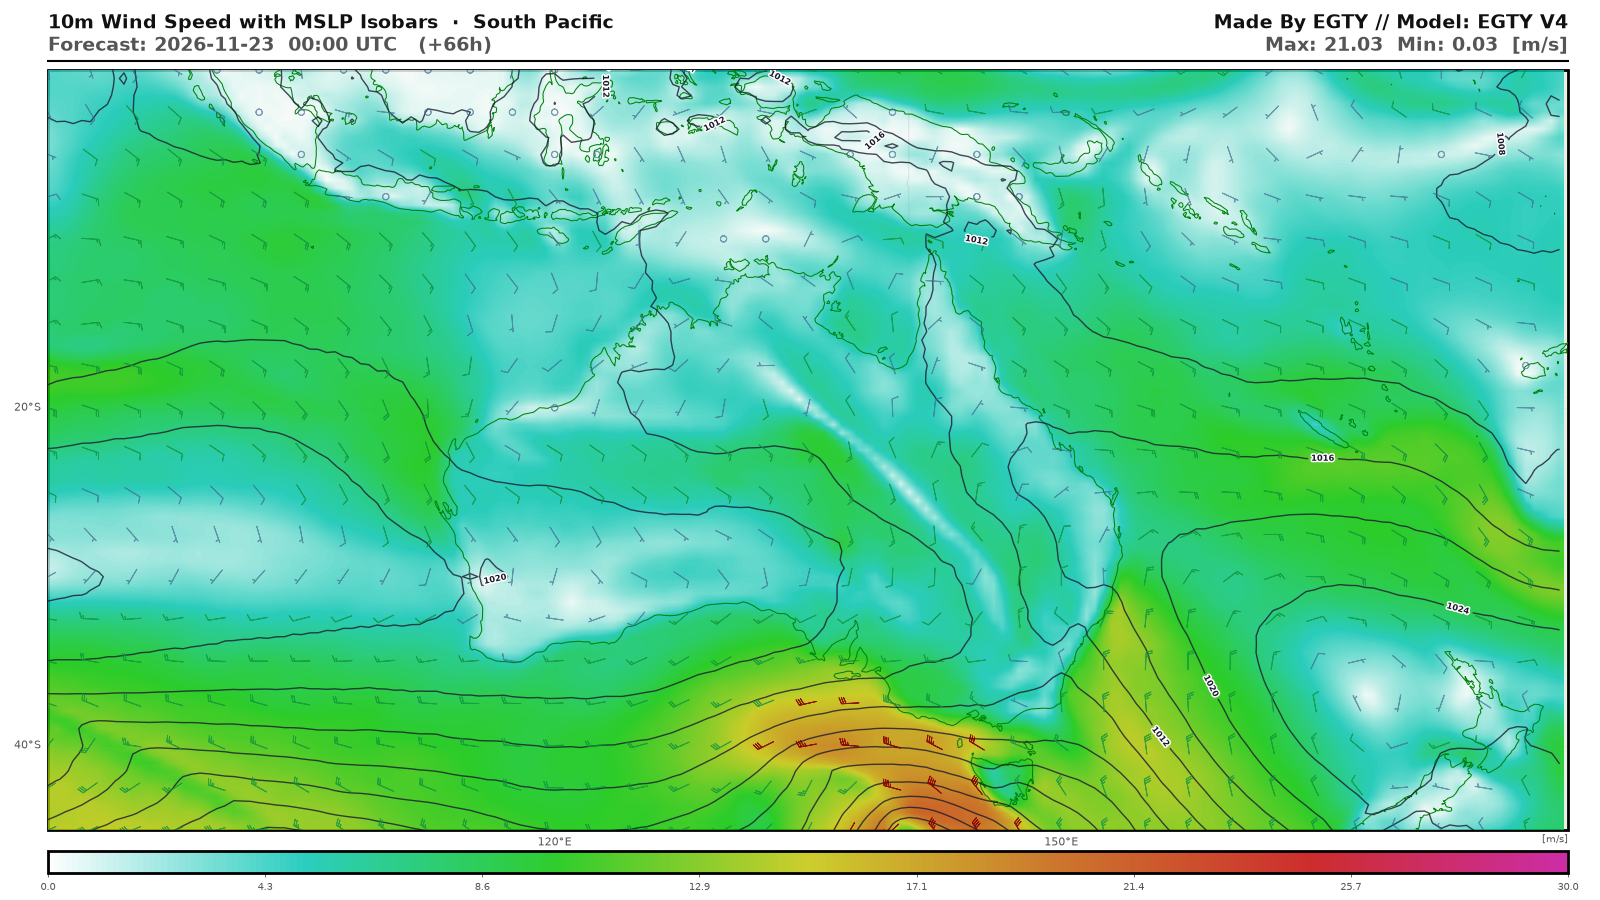 10m Wind Speed with MSLP Isobars · South Pacific
Made By EGTY // Model: EGTY V4
Forecast: 2026-11-23 00:00 UTC (+66h)
Max: 21.03 Min: 0.03 [m/s]
1012
1012
1012
1016
1008
1012
20°S
1016
1020
1024
1020
1012
40°S
120°E
150°E
[m/s]
0.0 4.3 8.6 12.9 17.1 21.4 25.7 30.0